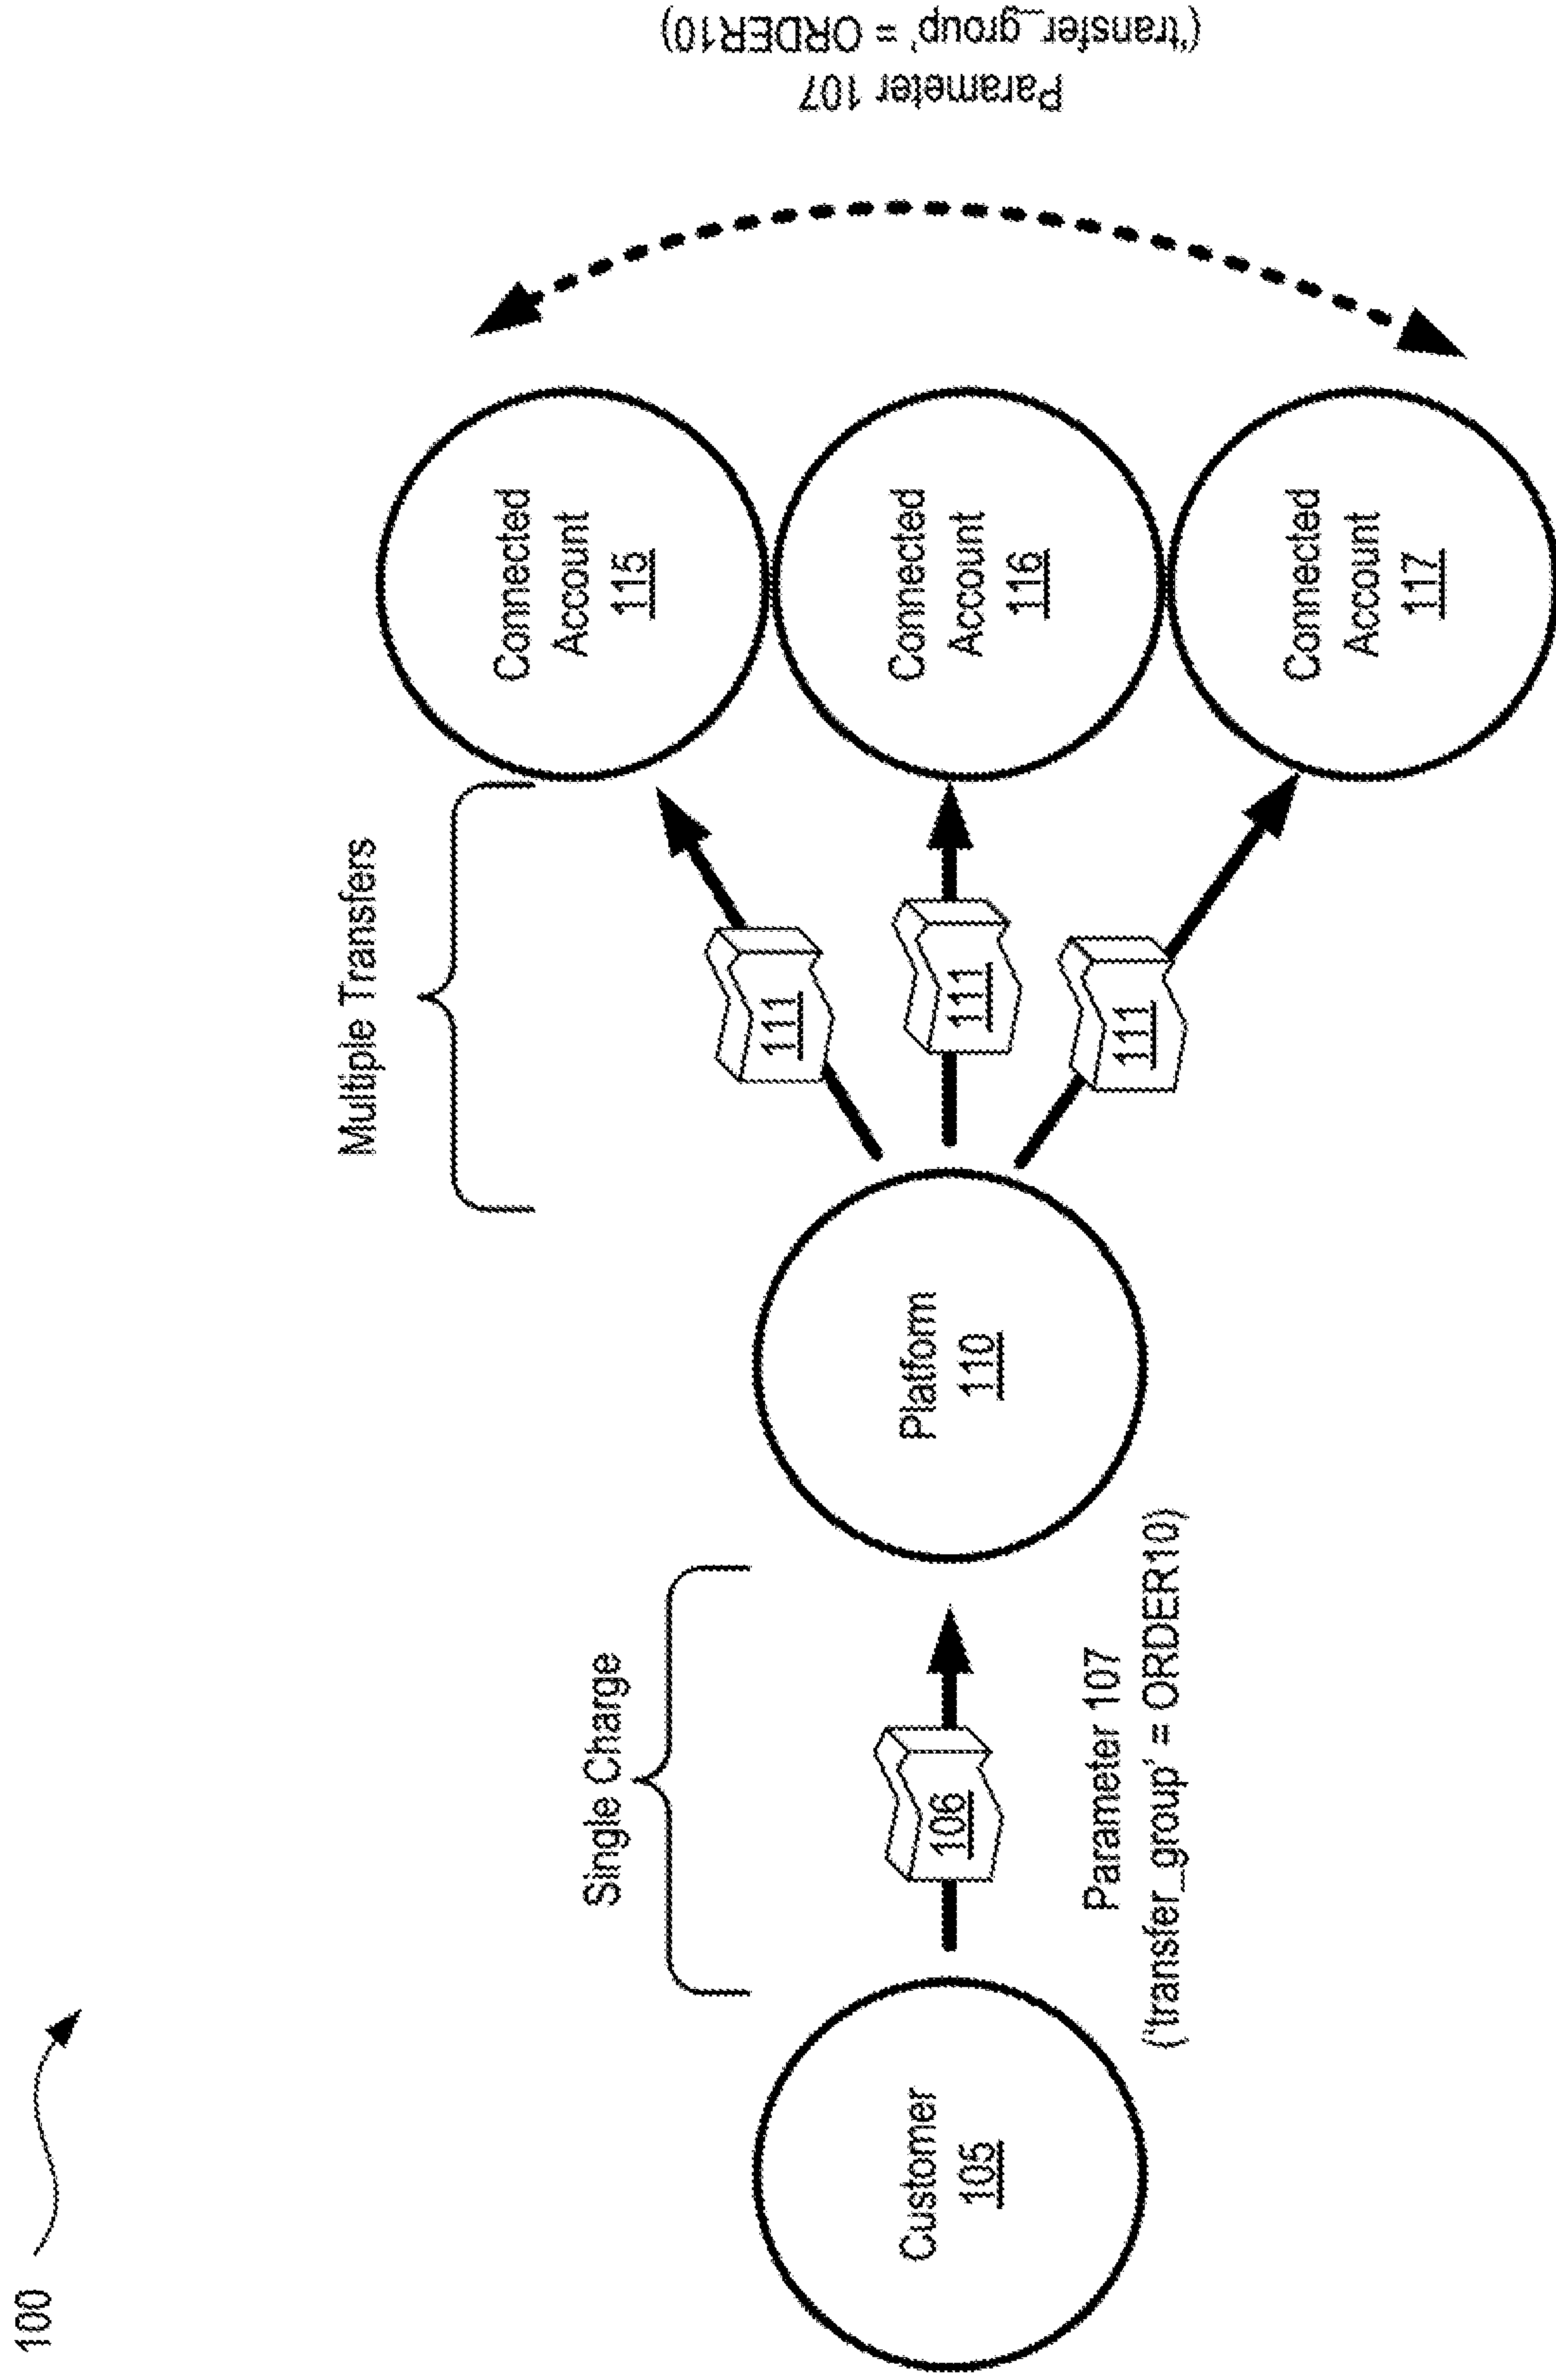 100
Single Charge
Multiple Transfers
Customer
105
106
Parameter 107
('transfer_group' = ORDER10)
Platform
110
111
111
111
Connected
Account
115
Connected
Account
116
Connected
Account
117
Parameter 107
('transfer_group' = ORDER10)